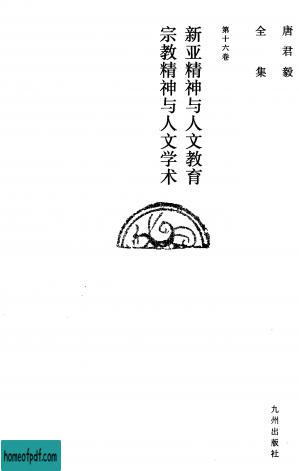 唐君毅
全集
第十六卷
新亚精神与人文教育
宗教精神与人文学术
九州出版社
homeofpdf.com